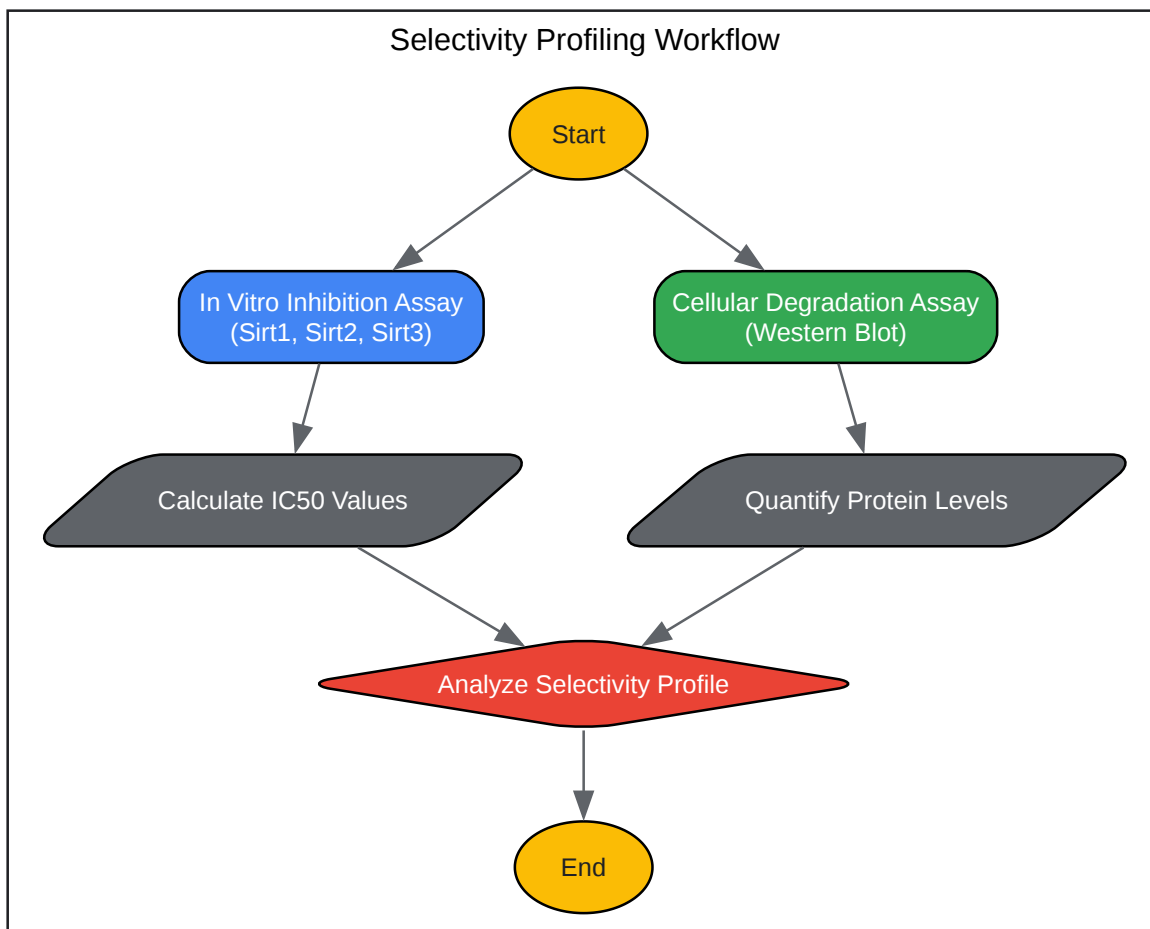 Selectivity Profiling Workflow
Start
In Vitro Inhibition Assay
(Sirt1, Sirt2, Sirt3)
Cellular Degradation Assay
(Western Blot)
Calculate IC50 Values
Quantify Protein Levels
Analyze Selectivity Profile
End